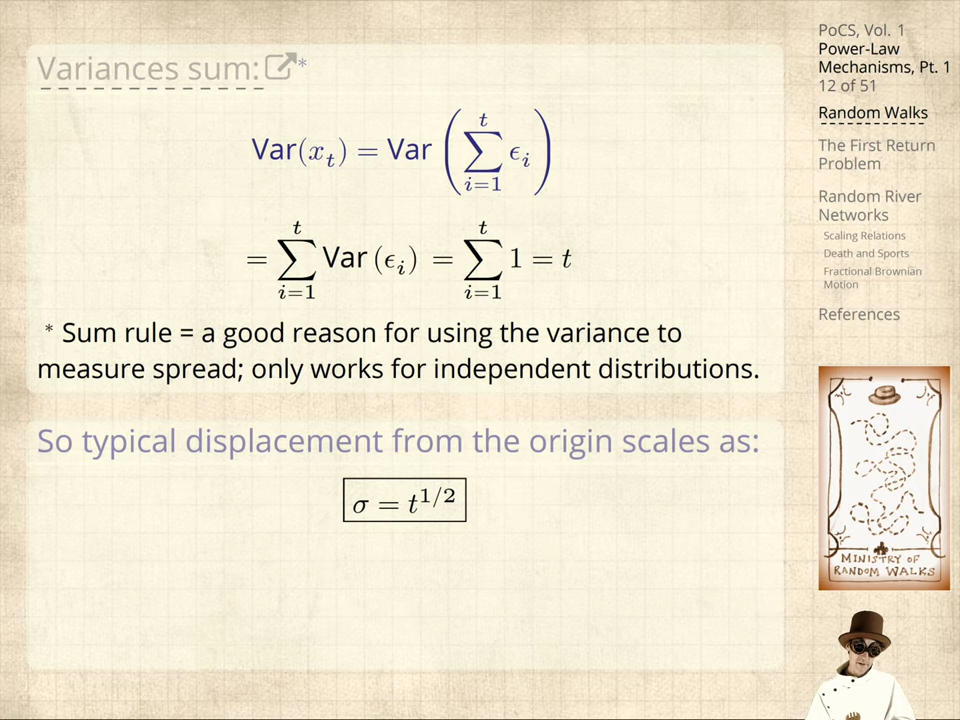 Variances sum:*
Var(x_t) = Var(∑_{i=1}^{t} ϵ_i)
= ∑_{i=1}^{t} Var(ϵ_i) = ∑_{i=1}^{t} 1 = t
* Sum rule = a good reason for using the variance to
measure spread; only works for independent distributions.
So typical displacement from the origin scales as:
σ = t^{1/2}
PoCS, Vol. 1
Power-Law
Mechanisms, Pt. 1
12 of 51
Random Walks
The First Return
Problem
Random River
Networks
Scaling Relations
Death and Sports
Fractional Brownian
Motion
References
MINISTRY OF
RANDOM WALKS